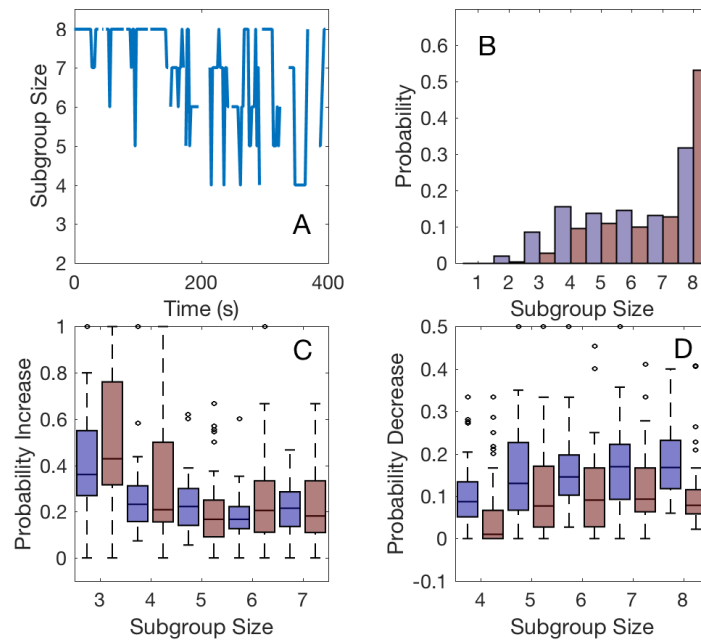 8
7
6
5
4
3
2
Subgroup Size
0
200
400
Time (s)
A
0.6
0.5
0.4
0.3
0.2
0.1
0
Probability
1 2 3 4 5 6 7 8
Subgroup Size
B
1
0.8
0.6
0.4
0.2
0
Probability Increase
3 4 5 6 7
Subgroup Size
C
0.5
0.4
0.3
0.2
0.1
0
-0.1
Probability Decrease
4 5 6 7 8
Subgroup Size
D